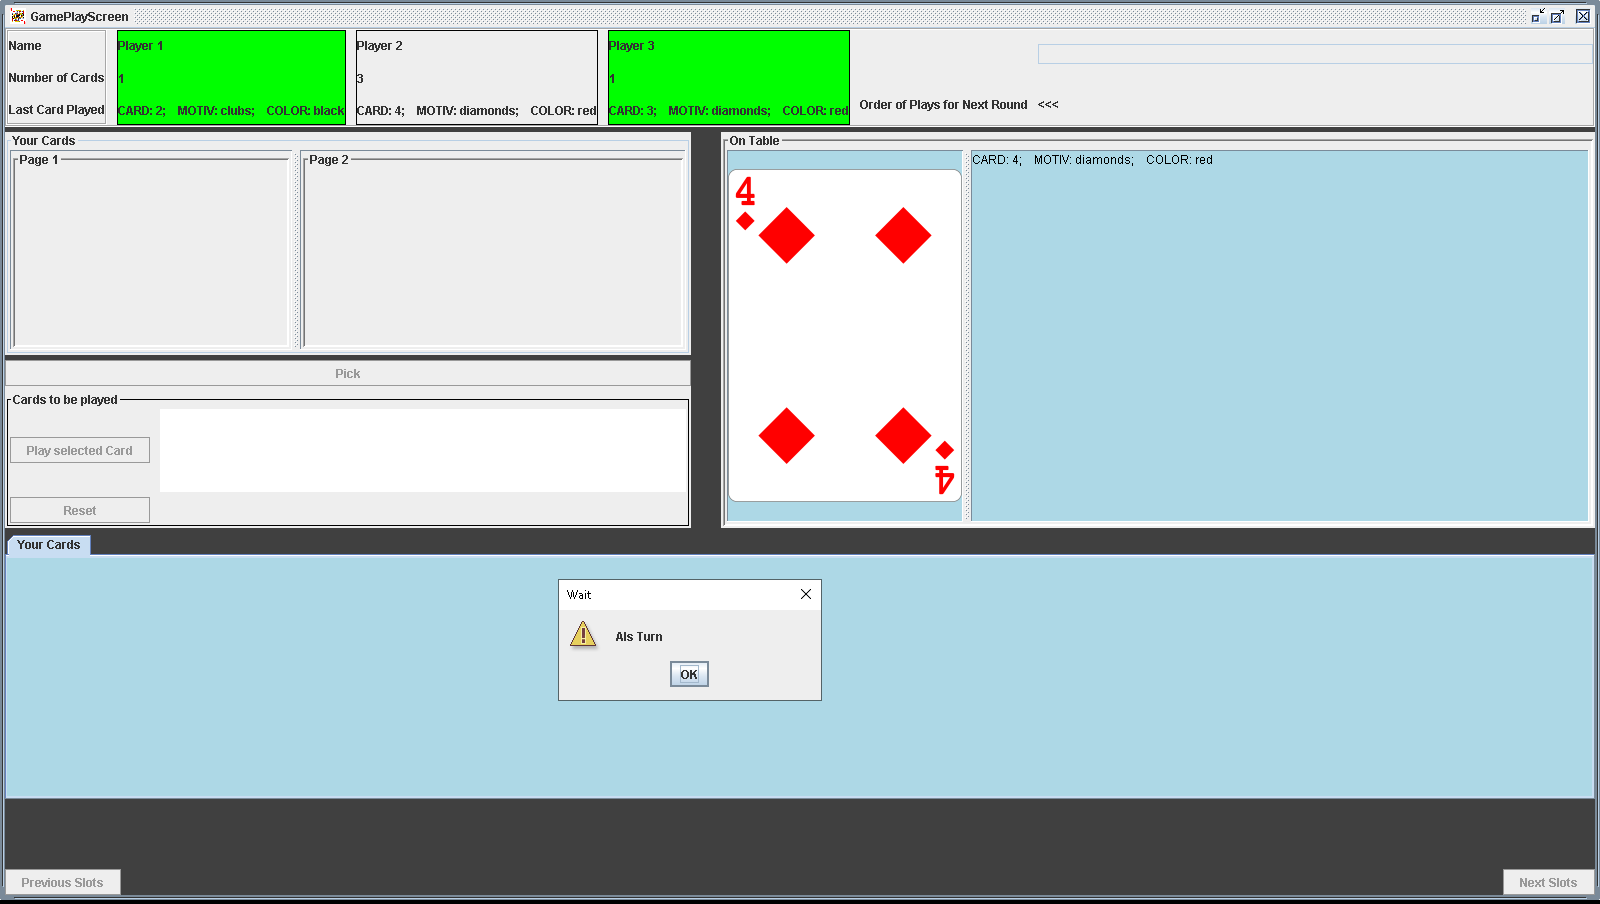 GamePlayScreen
Name
Player 1
Player 2
Player 3
Number of Cards
1
3
1
Last Card Played
CARD: 2; MOTIV: clubs; COLOR: black
CARD: 4; MOTIV: diamonds; COLOR: red
CARD: 3; MOTIV: diamonds; COLOR: red
Order of Plays for Next Round <<<
Your Cards
Page 1
Page 2
Pick
Cards to be played
Play selected Card
Reset
On Table
4
4
CARD: 4; MOTIV: diamonds; COLOR: red
Your Cards
Wait
AIs Turn
OK
Previous Slots
Next Slots